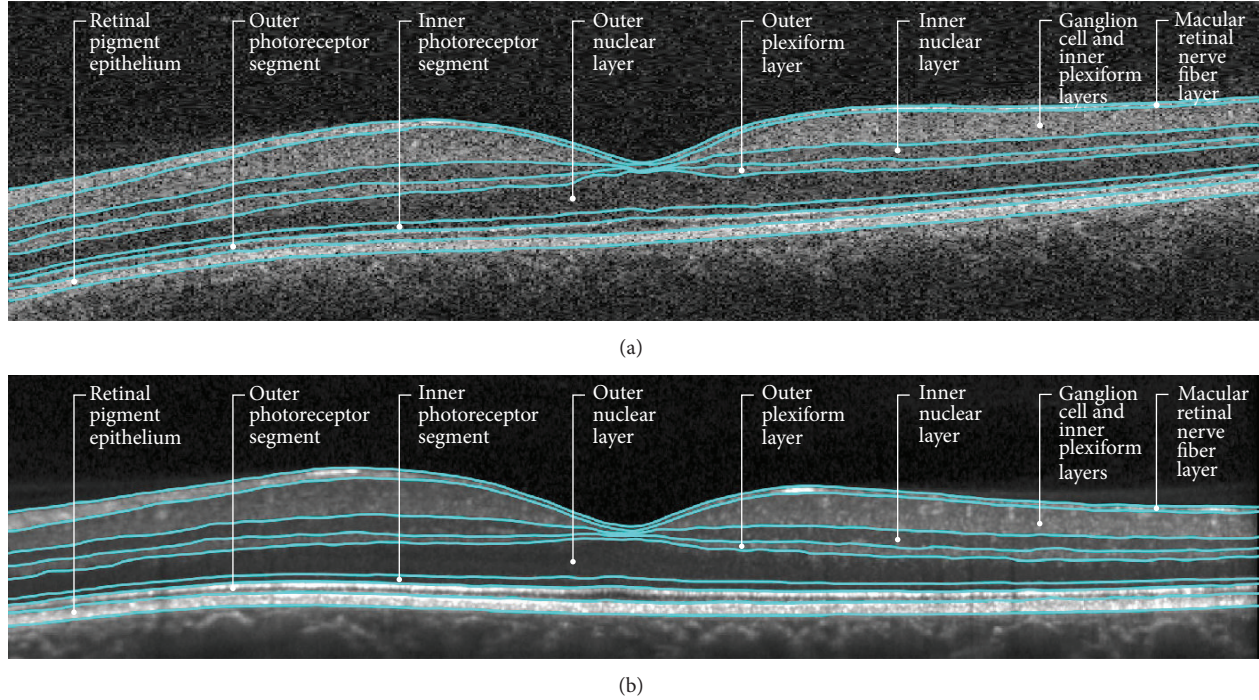 Retinal
pigment
epithelium
Outer
photoreceptor
segment
Inner
photoreceptor
segment
Outer
nuclear
layer
Outer
plexiform
layer
Inner
nuclear
layer
Ganglion
cell and
inner
plexiform
layers
Macular
retinal
nerve
fiber
layer
(a)
Retinal
pigment
epithelium
Outer
photoreceptor
segment
Inner
photoreceptor
segment
Outer
nuclear
layer
Outer
plexiform
layer
Inner
nuclear
layer
Ganglion
cell and
inner
plexiform
layers
Macular
retinal
nerve
fiber
layer
(b)